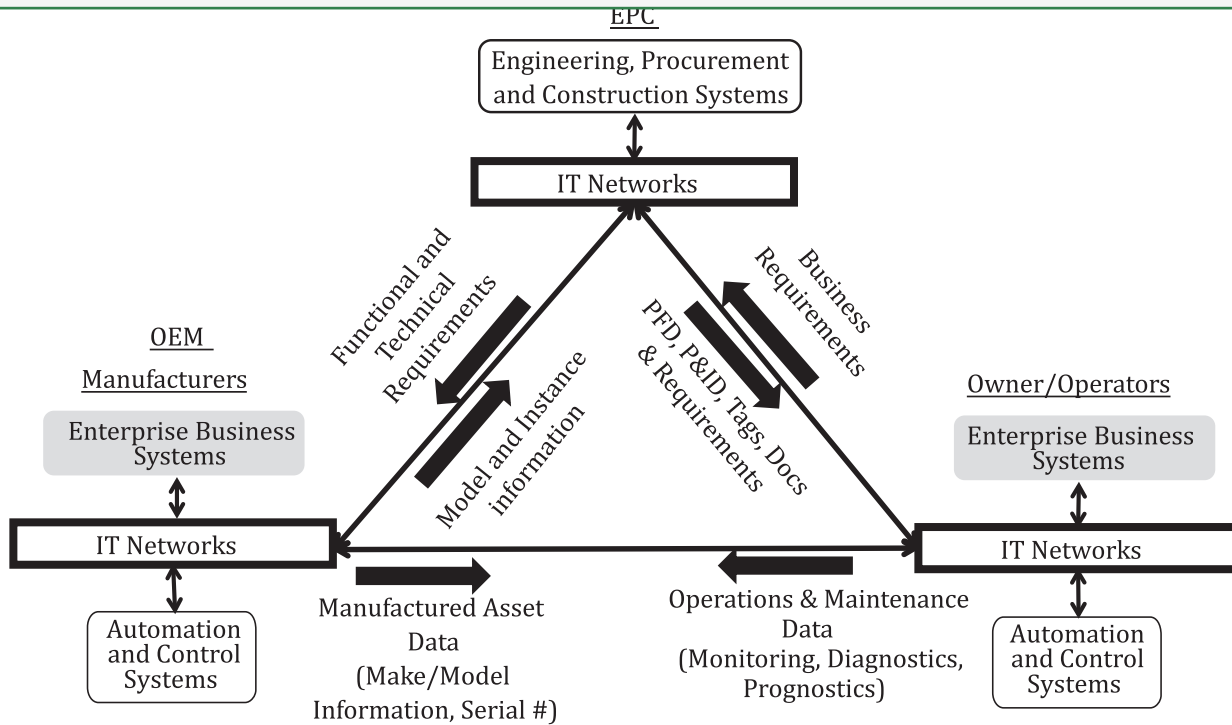 EPC
Engineering, Procurement
and Construction Systems
IT Networks
Functional and
Technical
Requirements
Model and Instance
information
Business
Requirements
PFD, P&ID, Tags, Docs
& Requirements
OEM
Manufacturers
Enterprise Business
Systems
IT Networks
Automation
and Control
Systems
Owner/Operators
Enterprise Business
Systems
IT Networks
Automation
and Control
Systems
Manufactured Asset
Data
(Make/Model
Information, Serial #)
Operations & Maintenance
Data
(Monitoring, Diagnostics,
Prognostics)